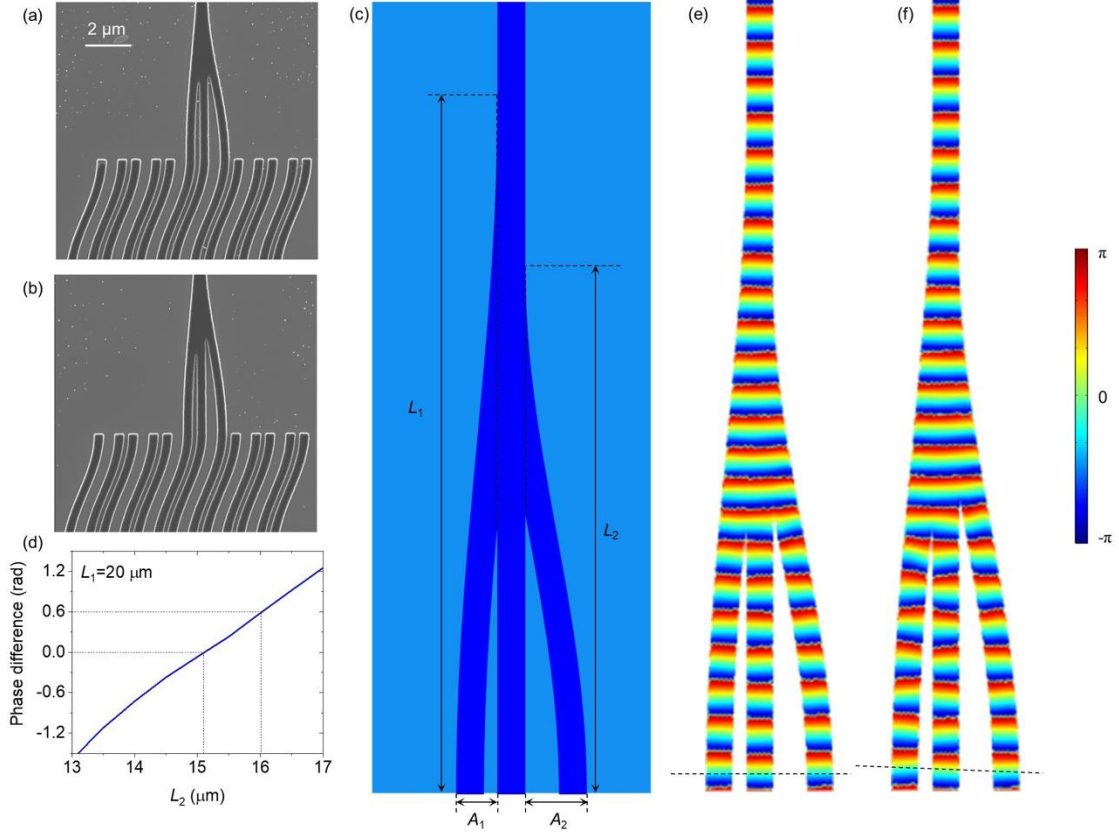 (a)
2 µm
(b)
(d)
L1=20 µm
Phase difference (rad)
1.2
0.6
0.0
-0.6
-1.2
13
14
15
16
17
L2 (µm)
(c)
L1
L2
A1
A2
(e)
(f)
π
0
-π